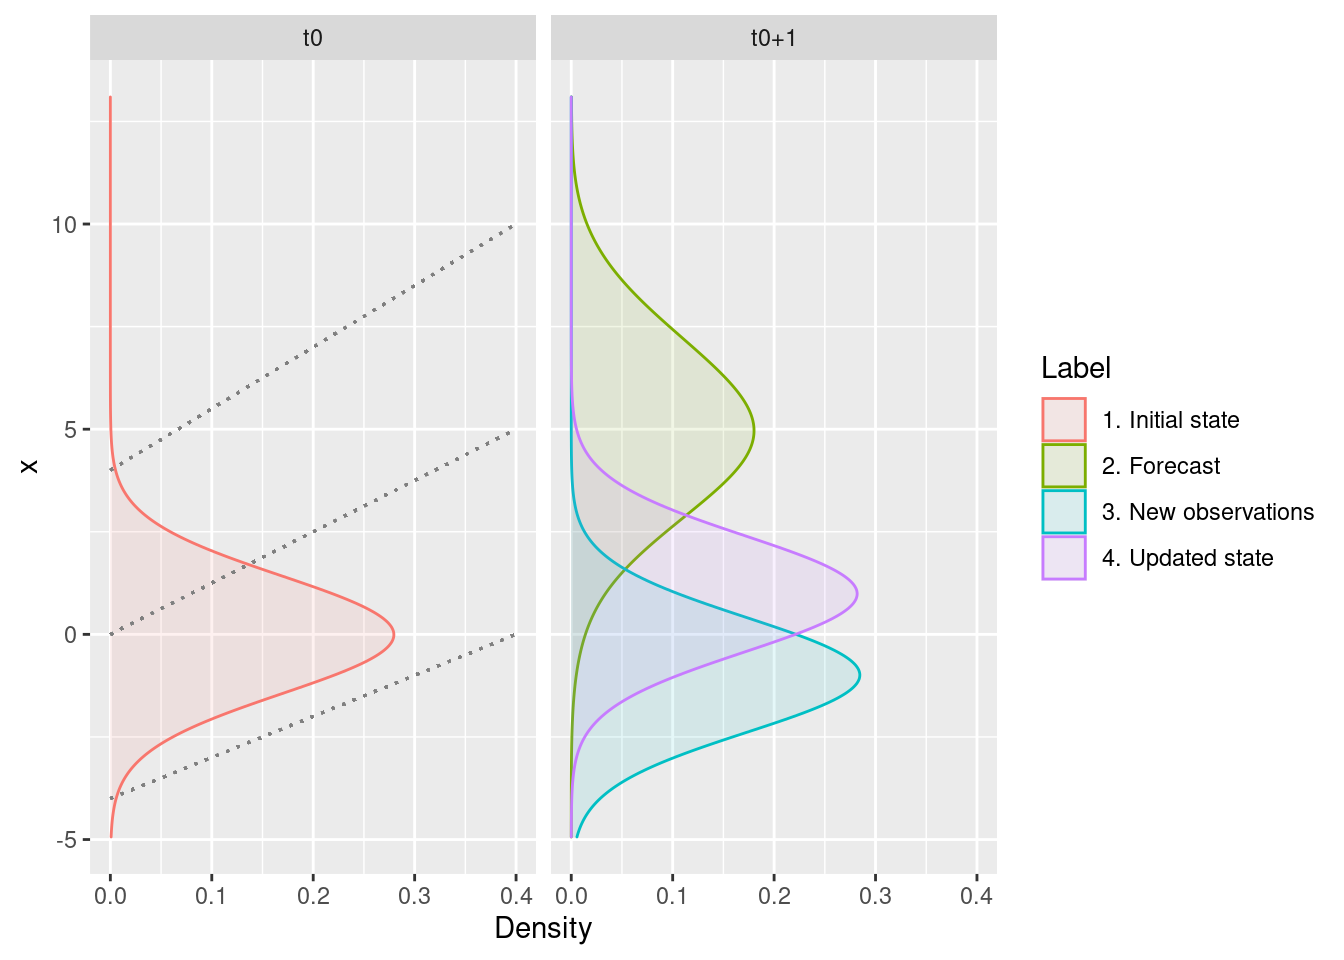 t0
t0+1
10
5
0
-5
x
0.0
0.1
0.2
0.3
0.4
0.0
0.1
0.2
0.3
0.4
Density
Label
1. Initial state
2. Forecast
3. New observations
4. Updated state